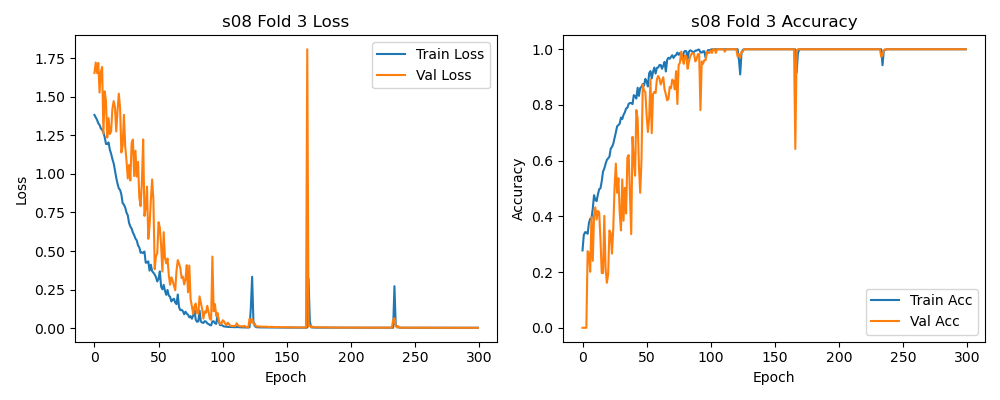 s08 Fold 3 Loss
Train Loss
Val Loss
1.75
1.50
1.25
1.00
0.75
0.50
0.25
0.00
Loss
0
50
100
150
200
250
300
Epoch
s08 Fold 3 Accuracy
1.0
0.8
0.6
0.4
0.2
0.0
Accuracy
Train Acc
Val Acc
0
50
100
150
200
250
300
Epoch